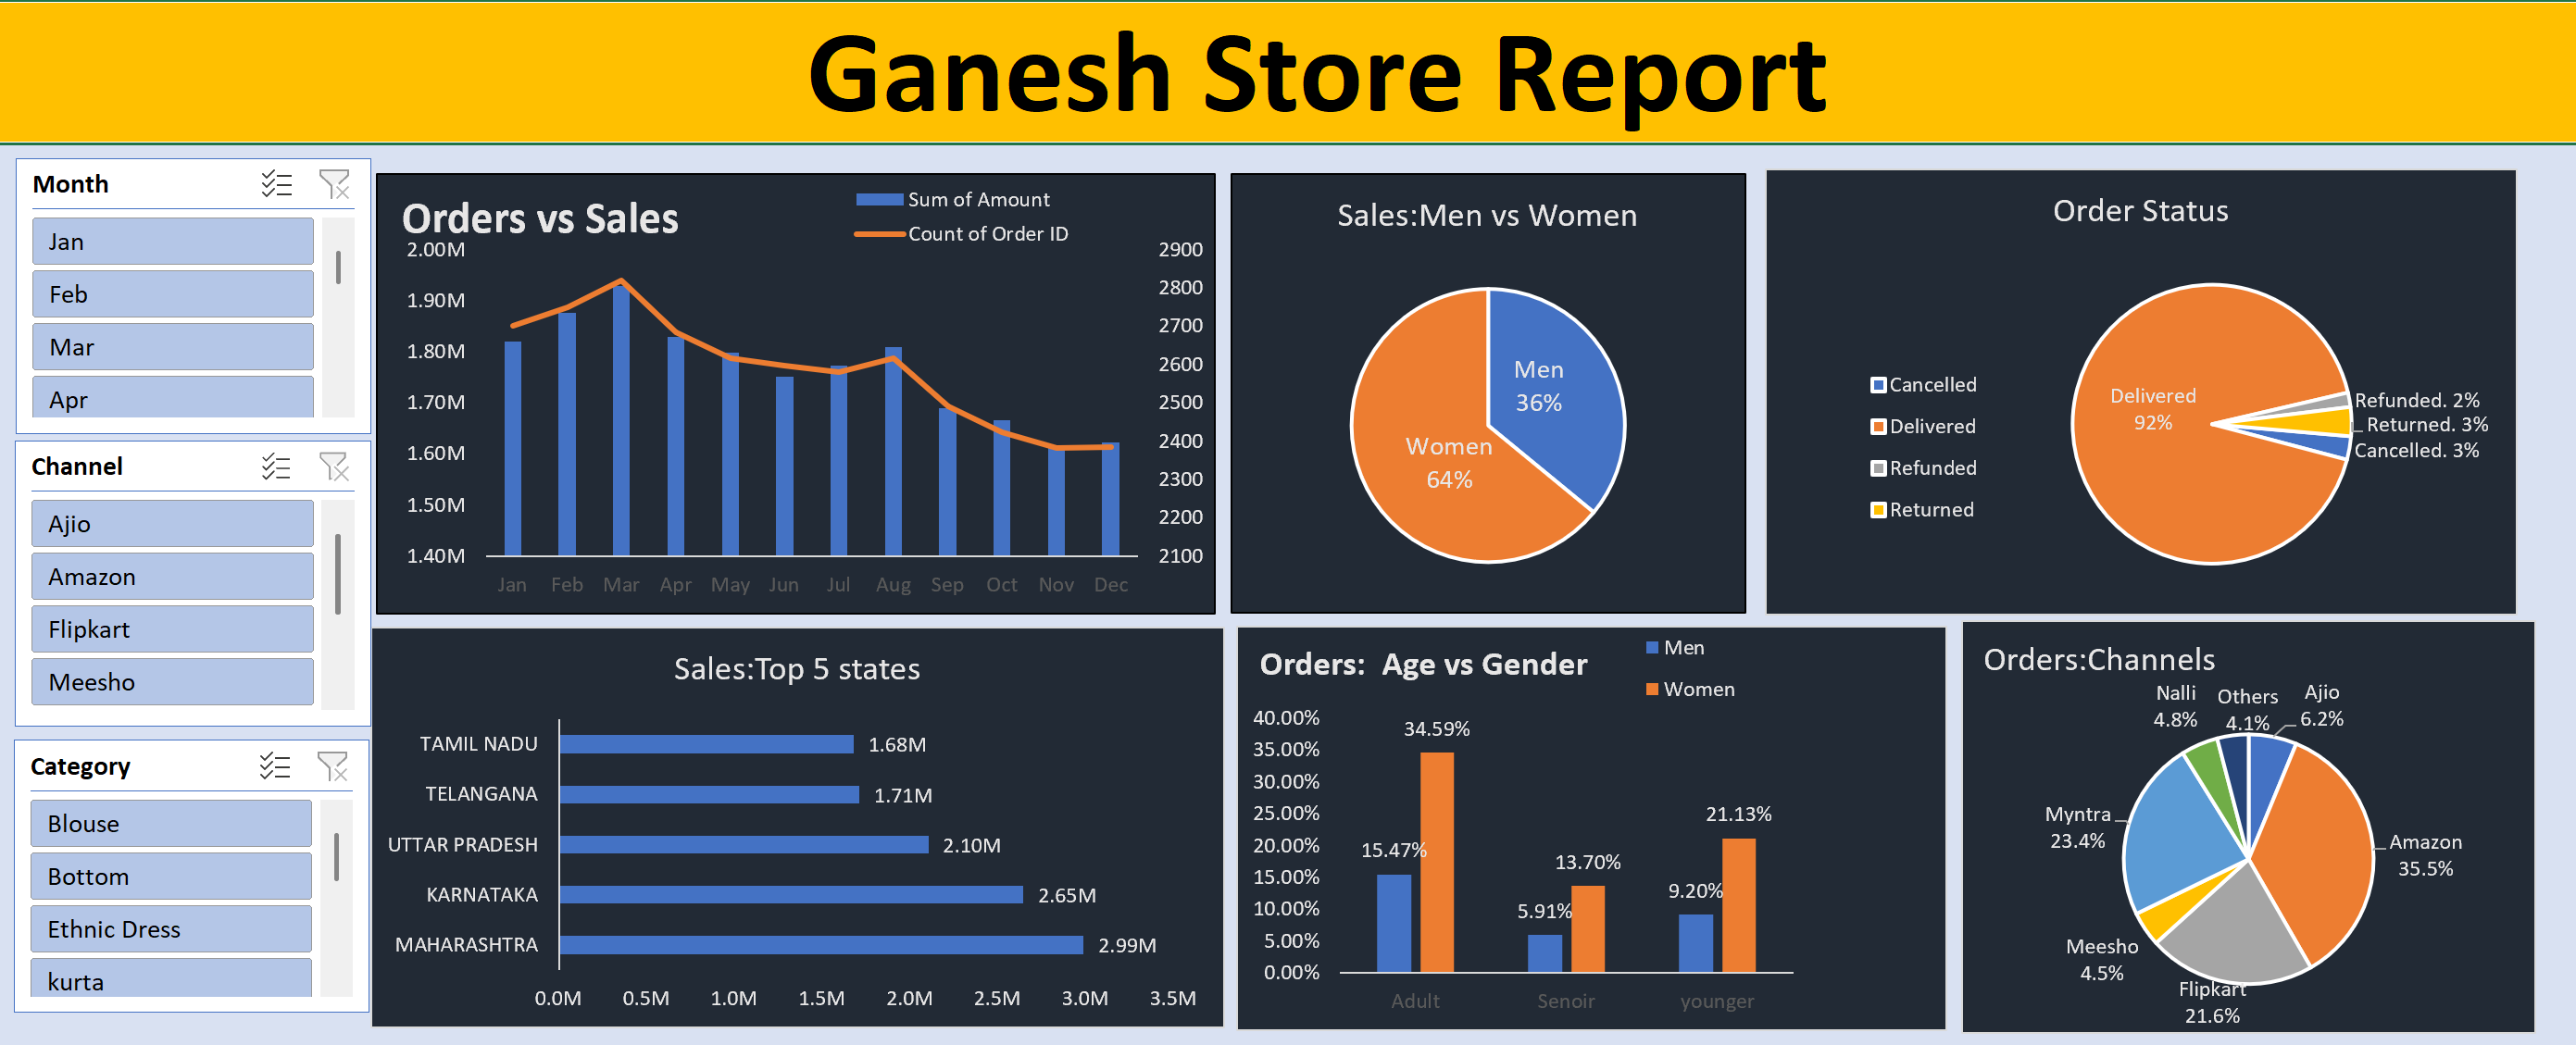 Ganesh Store Report
Month
Jan
Feb
Mar
Apr
Channel
Ajio
Amazon
Flipkart
Meesho
Category
Blouse
Bottom
Ethnic Dress
kurta
Orders vs Sales
Sum of Amount
Count of Order ID
2.00M
1.90M
1.80M
1.70M
1.60M
1.50M
1.40M
2900
2800
2700
2600
2500
2400
2300
2200
2100
Jan Feb Mar Apr May Jun Jul Aug Sep Oct Nov Dec
Sales:Men vs Women
Men
36%
Women
64%
Order Status
Cancelled
Delivered
Refunded
Returned
Delivered
92%
Refunded. 2%
Returned. 3%
Cancelled. 3%
Sales:Top 5 states
TAMIL NADU 1.68M
TELANGANA 1.71M
UTTAR PRADESH 2.10M
KARNATAKA 2.65M
MAHARASHTRA 2.99M
0.0M 0.5M 1.0M 1.5M 2.0M 2.5M 3.0M 3.5M
Orders: Age vs Gender
Men
Women
40.00%
35.00%
30.00%
25.00%
20.00%
15.00%
10.00%
5.00%
0.00%
15.47%
34.59%
5.91%
13.70%
9.20%
21.13%
Adult Senoir younger
Orders:Channels
Nalli
4.8%
Others
4.1%
Ajio
6.2%
Myntra
23.4%
Amazon
35.5%
Meesho
4.5%
Flipkart
21.6%